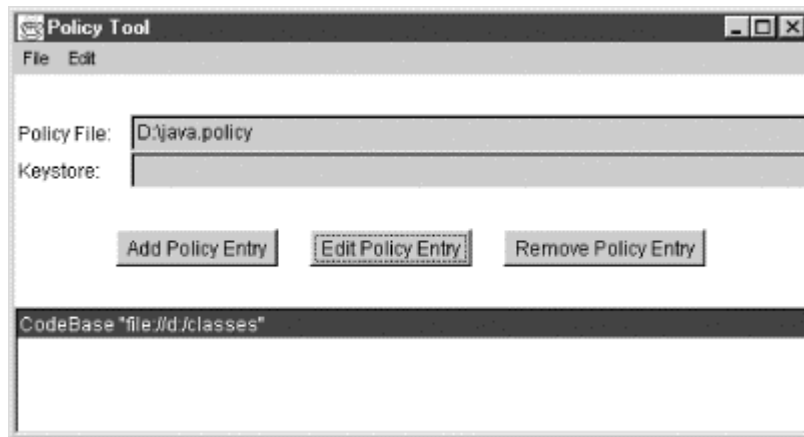 Policy Tool
File Edit
Policy File: D:\java.policy
Keystore:
Add Policy Entry Edit Policy Entry Remove Policy Entry
CodeBase "file://d:/classes"